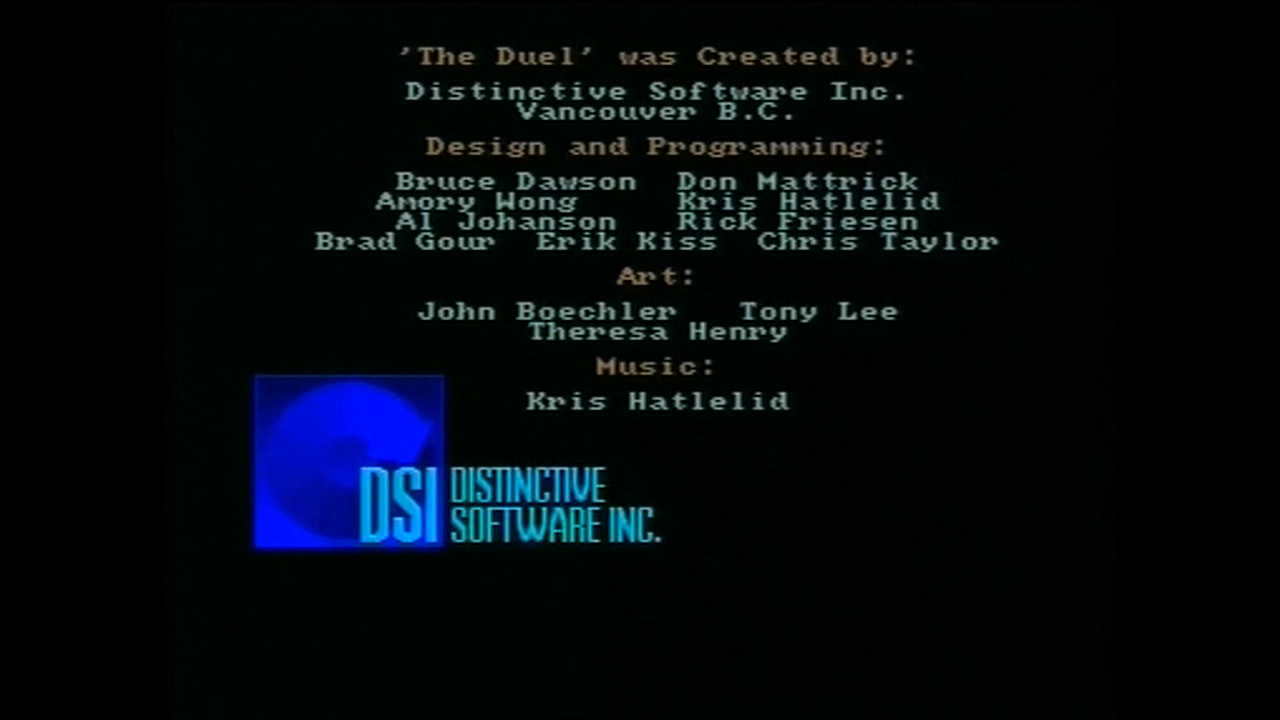 'The Duel' was Created by:
Distinctive Software Inc.
Vancouver B.C.
Design and Programming:
Bruce Dawson Don Mattrick
Amory Wong Kris Hatlelid
Al Johanson Rick Friesen
Brad Gour Erik Kiss Chris Taylor
Art:
John Boechler Tony Lee
Theresa Henry
Music:
Kris Hatlelid
DSI DISTINCTIVE
SOFTWARE INC.